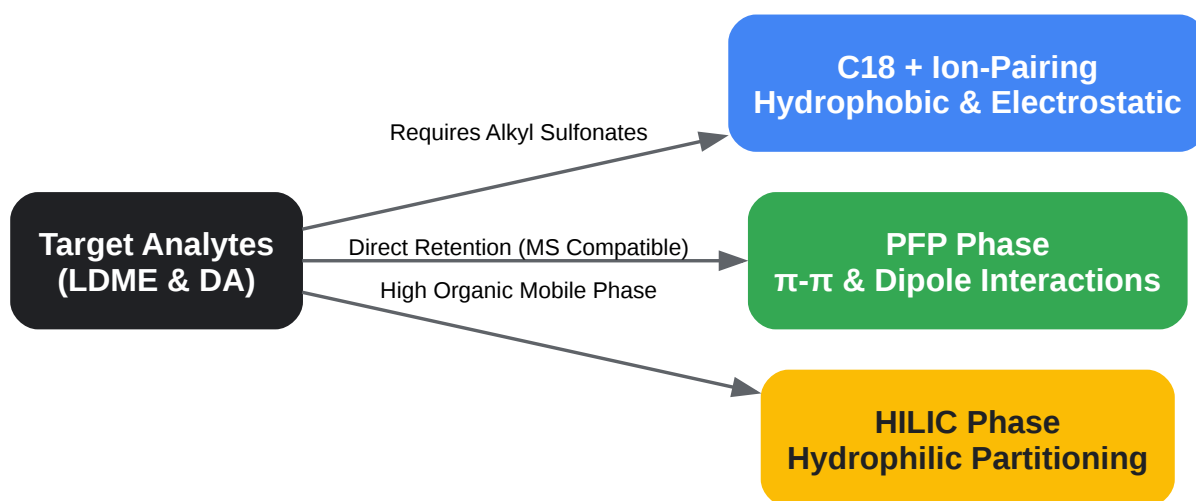 C18 + Ion-Pairing
Hydrophobic & Electrostatic
Requires Alkyl Sulfonates
Target Analytes
(LDME & DA)
Direct Retention (MS Compatible)
PFP Phase
π-π & Dipole Interactions
High Organic Mobile Phase
HILIC Phase
Hydrophilic Partitioning